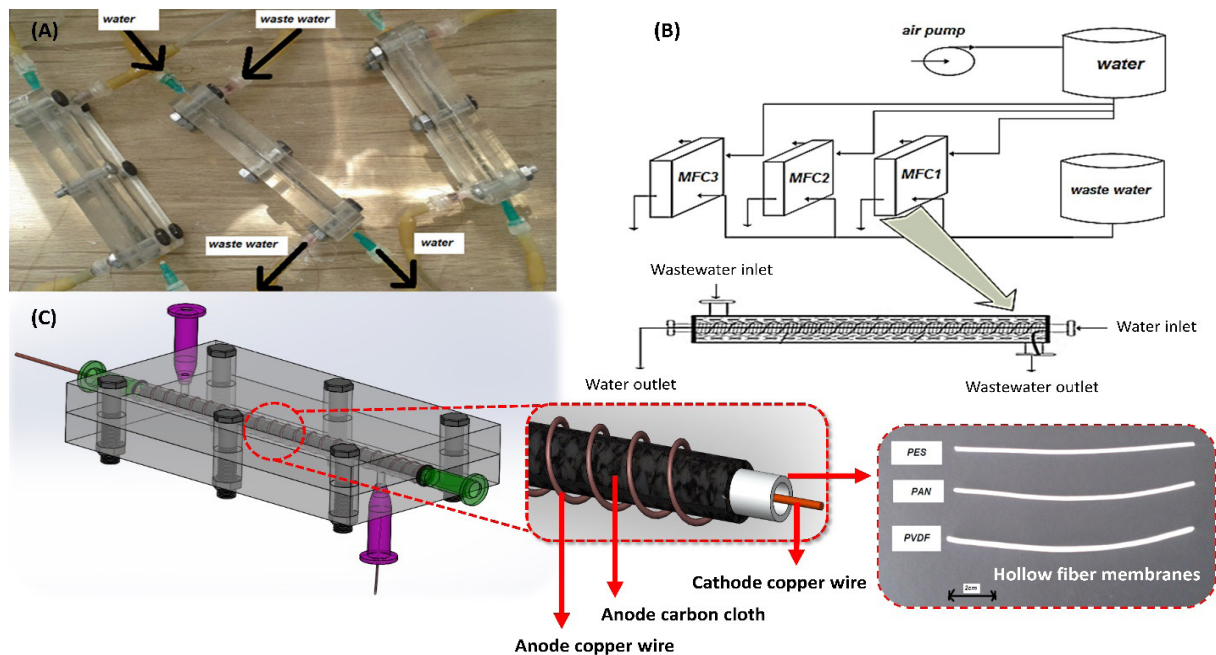 (A)
water
waste water
waste water
water
(B)
air pump
water
MFC3
MFC2
MFC1
waste water
Wastewater inlet
Water inlet
Water outlet
Wastewater outlet
(C)
Cathode copper wire
Anode carbon cloth
Anode copper wire
PES
PAN
PVDF
Hollow fiber membranes
2cm